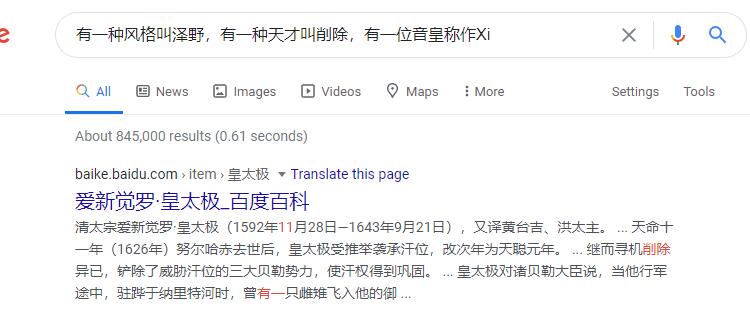 e
有一种风格叫泽野，有一种天才叫削除，有一位音皇称作Xi
All News Images Videos Maps More Settings Tools
About 845,000 results (0.61 seconds)
baike.baidu.com › item › 皇太极 Translate this page
爱新觉罗·皇太极_百度百科
清太宗爱新觉罗·皇太极（1592年11月28日—1643年9月21日），又译黄台吉、洪太主。 ... 天命十
一年（1626年）努尔哈赤去世后，皇太极受推举袭承汗位，改次年为天聪元年。 ... 继而寻机削除
异已，铲除了威胁汗位的三大贝勒势力，使汗权得到巩固。 ... 皇太极对诸贝勒大臣说，当他行军
途中，驻跸于纳里特河时，曾有一只雌雉飞入他的御 ...